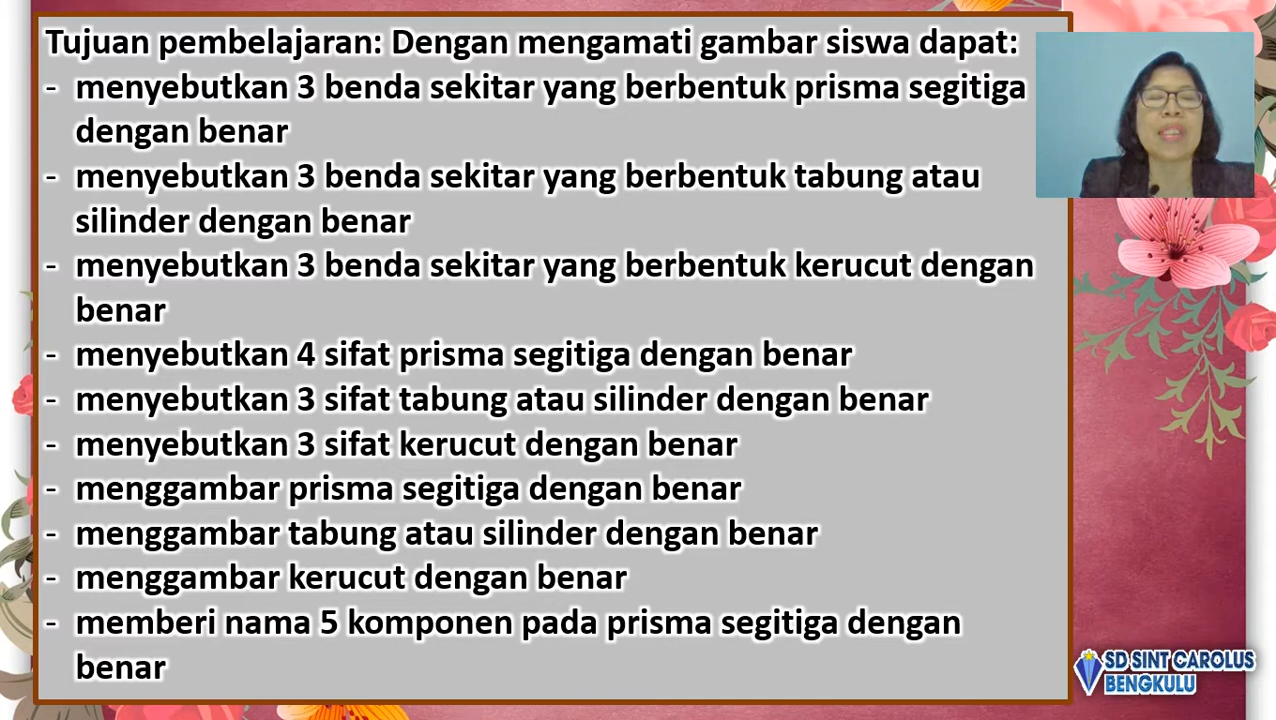 Tujuan pembelajaran: Dengan mengamati gambar siswa dapat:
- menyebutkan 3 benda sekitar yang berbentuk prisma segitiga
dengan benar
- menyebutkan 3 benda sekitar yang berbentuk tabung atau
silinder dengan benar
- menyebutkan 3 benda sekitar yang berbentuk kerucut dengan
benar
- menyebutkan 4 sifat prisma segitiga dengan benar
- menyebutkan 3 sifat tabung atau silinder dengan benar
- menyebutkan 3 sifat kerucut dengan benar
- menggambar prisma segitiga dengan benar
- menggambar tabung atau silinder dengan benar
- menggambar kerucut dengan benar
- memberi nama 5 komponen pada prisma segitiga dengan
benar
SD SINT CAROLUS
BENGKULU